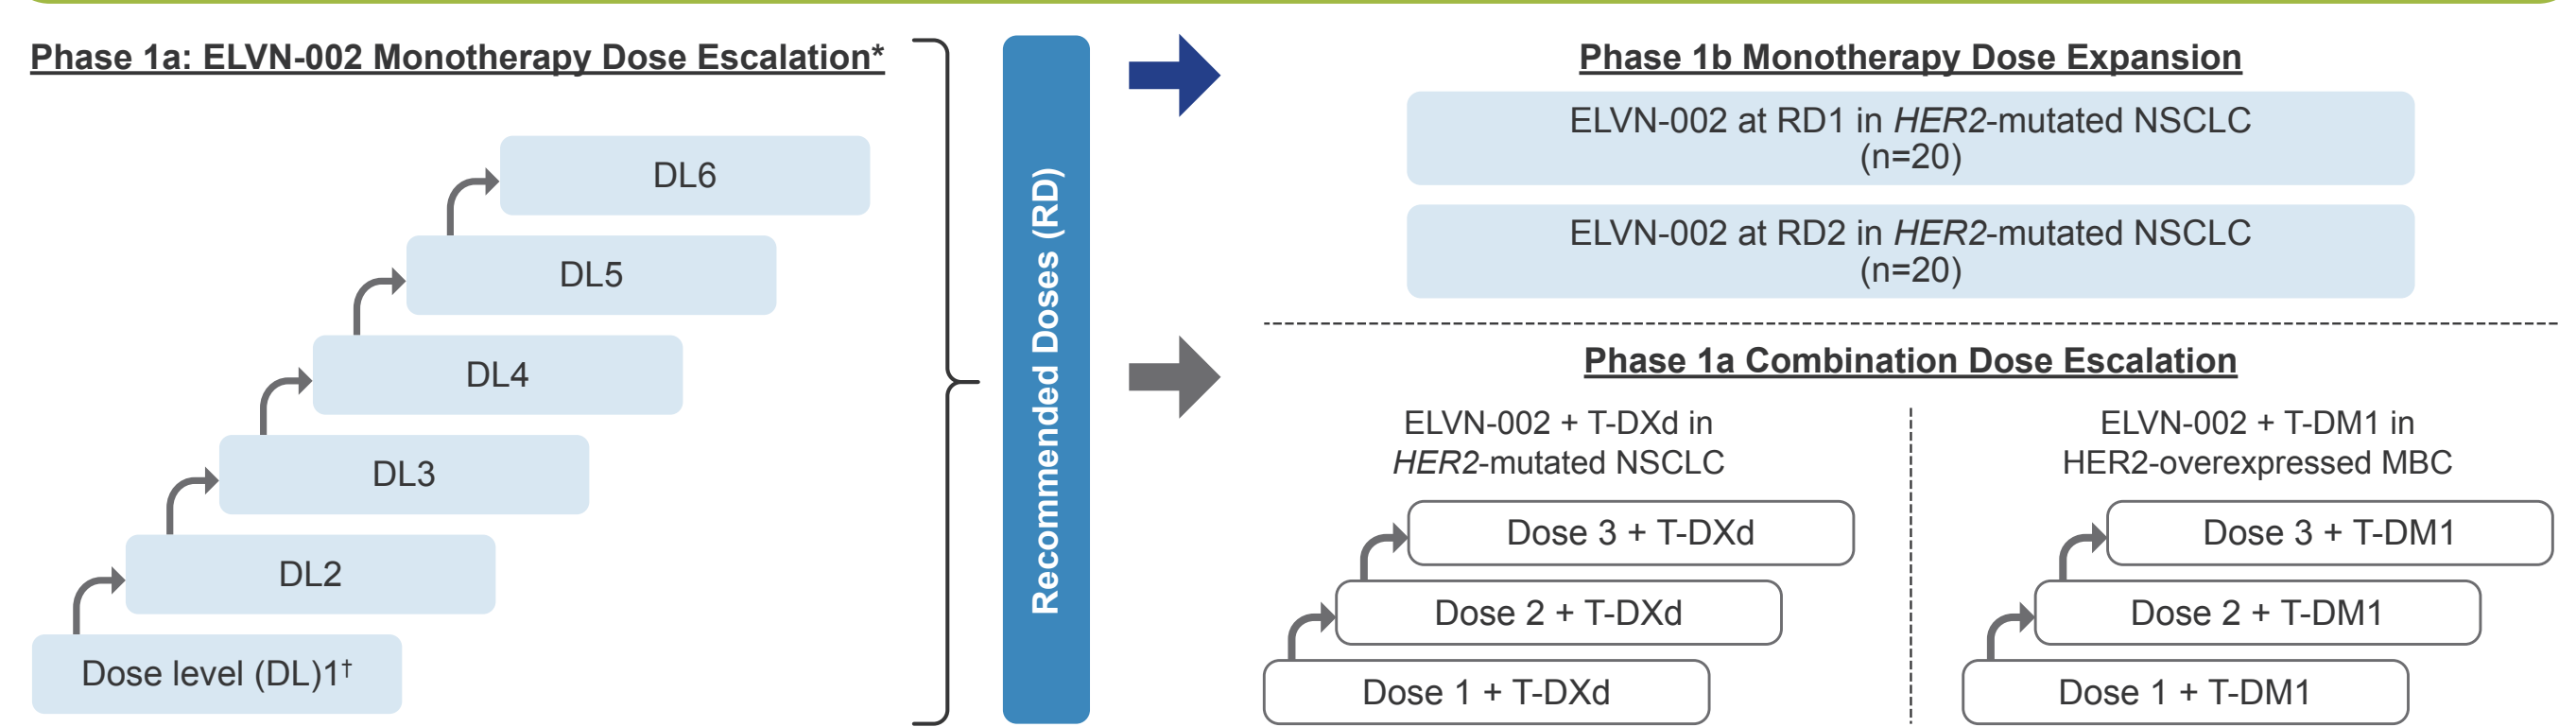 Phase 1a: ELVN-002 Monotherapy Dose Escalation*
DL6
DL5
DL4
DL3
DL2
Dose level (DL)1†
Recommended Doses (RD)
Phase 1b Monotherapy Dose Expansion
ELVN-002 at RD1 in HER2-mutated NSCLC
(n=20)
ELVN-002 at RD2 in HER2-mutated NSCLC
(n=20)
Phase 1a Combination Dose Escalation
ELVN-002 + T-DXd in
HER2-mutated NSCLC
Dose 3 + T-DXd
Dose 2 + T-DXd
Dose 1 + T-DXd
ELVN-002 + T-DM1 in
HER2-overexpressed MBC
Dose 3 + T-DM1
Dose 2 + T-DM1
Dose 1 + T-DM1